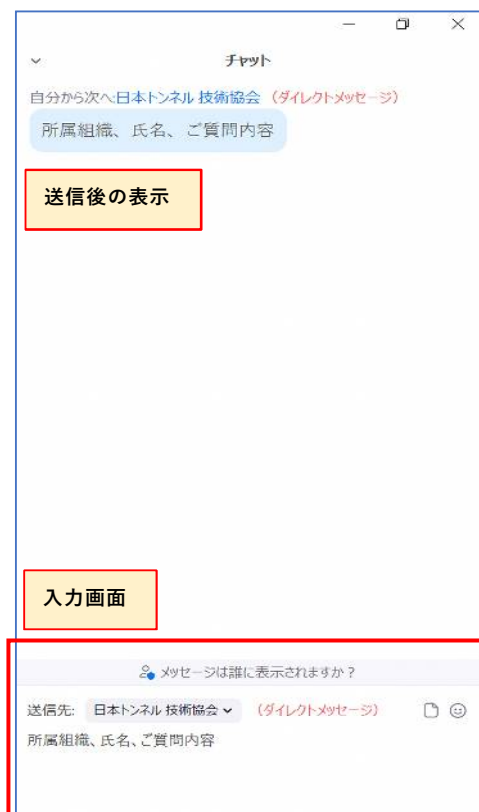 チャット
自分から次へ:日本トンネル 技術協会 (ダイレクトメッセージ)
所属組織、氏名、ご質問内容
送信後の表示
入力画面
メッセージは誰に表示されますか?
送信先: 日本トンネル 技術協会 (ダイレクトメッセージ)
所属組織、氏名、ご質問内容